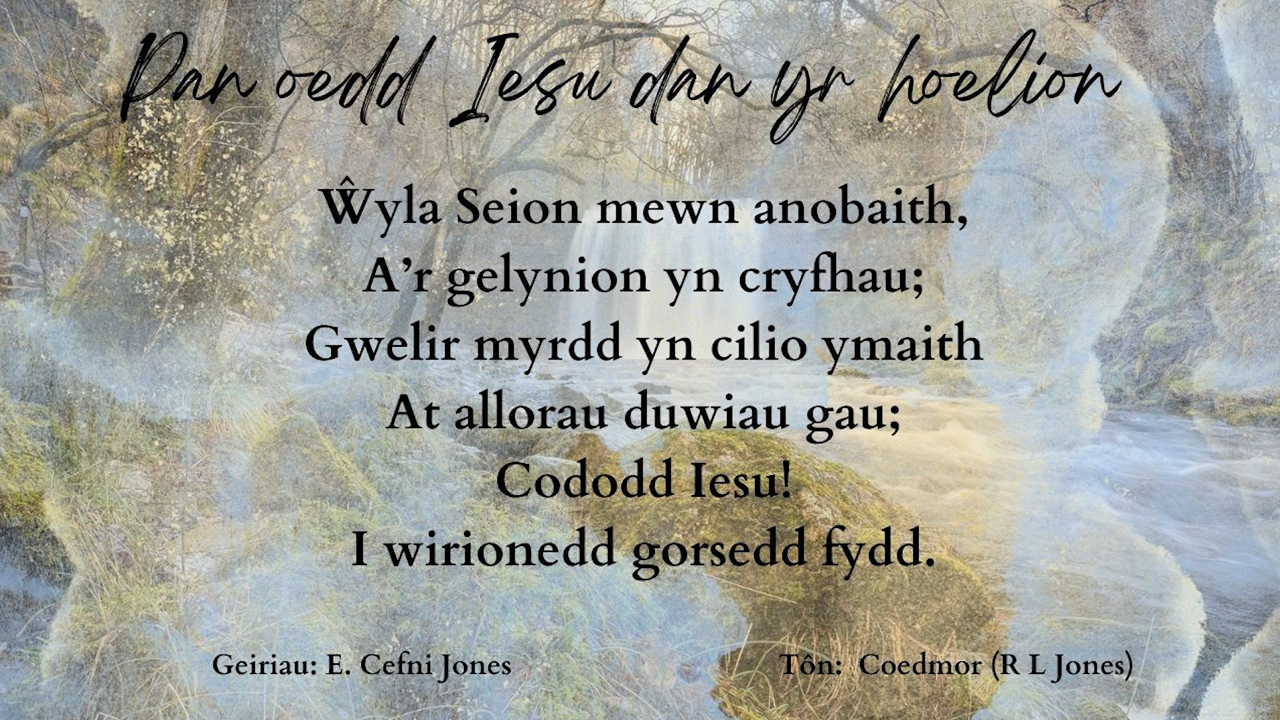 Pan oedd Iesu dan yr hoelion
Ŵyla Seion mewn anobaith,
A’r gelynion yn cryfhau;
Gwelir myrdd yn cilio ymaith
At allorau duwiau gau;
Cododd Iesu!
I wirionedd gorsedd fydd.
Geiriau: E. Cefni Jones
Tôn: Coedmor (R L Jones)